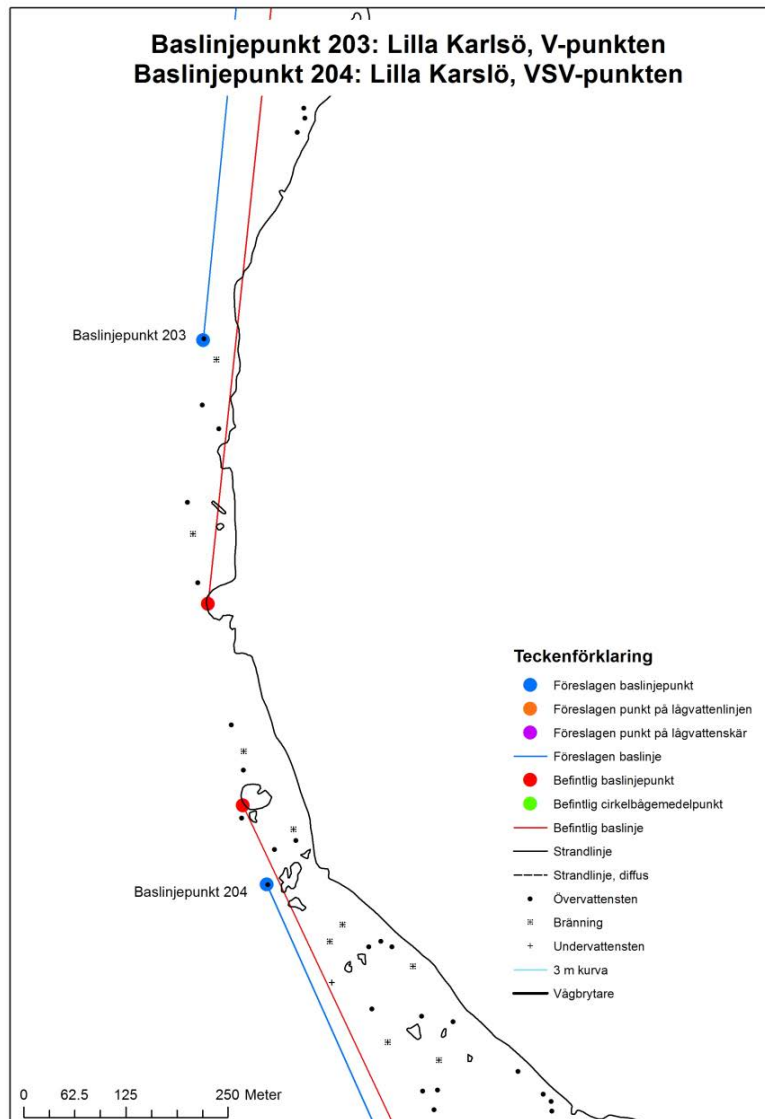 Baslinjepunkt 203: Lilla Karlsö, V-punkten
Baslinjepunkt 204: Lilla Karslö, VSV-punkten
Baslinjepunkt 203
Baslinjepunkt 204
Teckenförklaring
Föreslagen baslinjepunkt
Föreslagen punkt på lågvattenlinjen
Föreslagen punkt på lågvattenskär
Föreslagen baslinje
Befintlig baslinjepunkt
Befintlig cirkelbågemedelpunkt
Befintlig baslinje
Strandlinje
Strandlinje, diffus
Övervattensten
Bränning
Undervattensten
3 m kurva
Vågbrytare
0 62.5 125 250 Meter